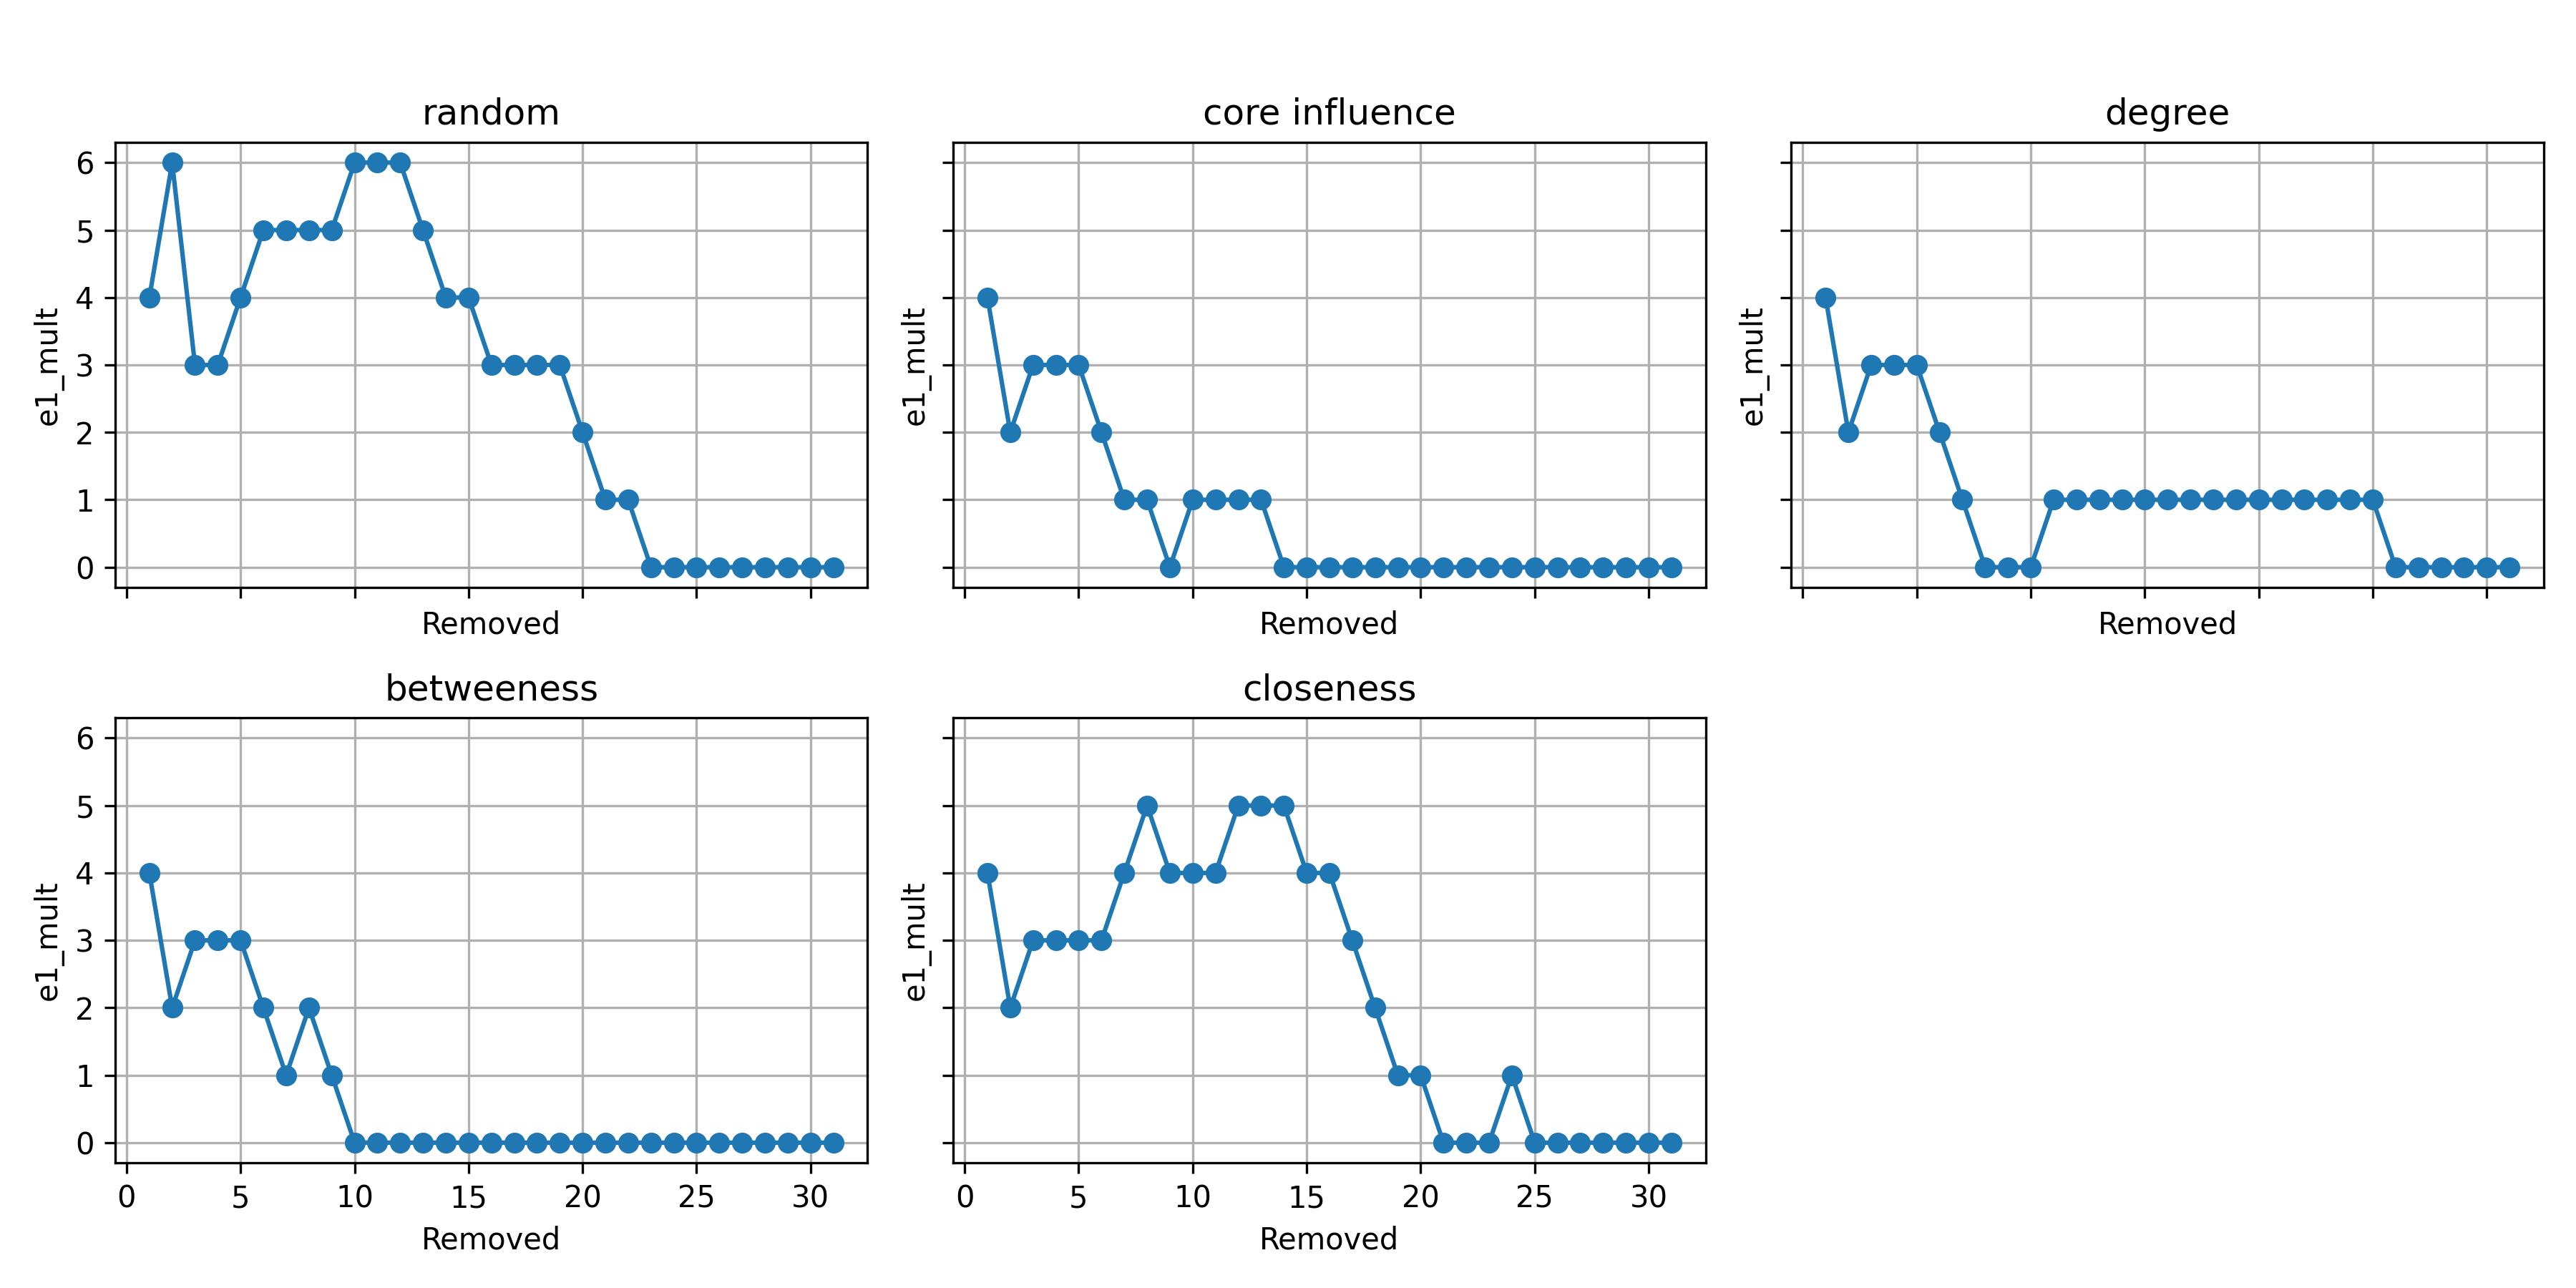 random
core influence
degree
6
5
4
3
2
1
0
e1_mult
e1_mult
e1_mult
Removed
Removed
Removed
betweeness
closeness
6
5
4
3
2
1
0
e1_mult
e1_mult
0 5 10 15 20 25 30
0 5 10 15 20 25 30
Removed
Removed